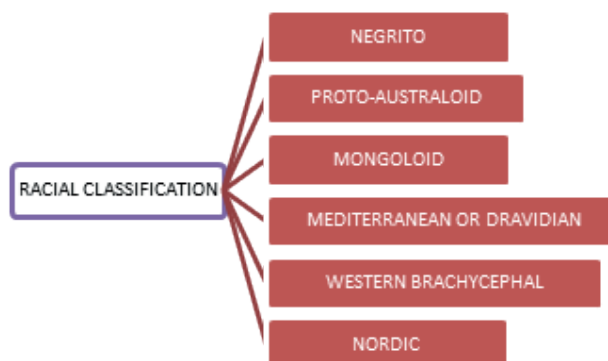 NEGRITO
PROTO-AUSTRALOID
MONGOLOID
RACIAL CLASSIFICATION
MEDITERRANEAN OR DRAVIDIAN
WESTERN BRACHYCEPHAL
NORDIC